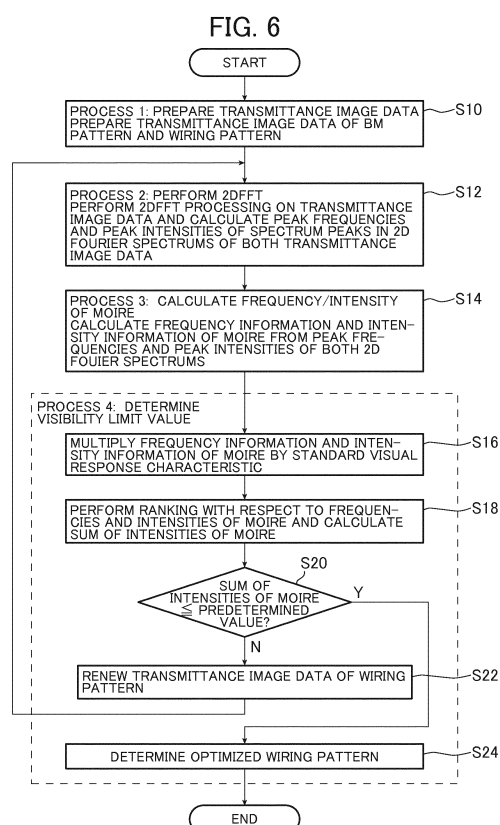 FIG. 6
START
PROCESS 1: PREPARE TRANSMITTANCE IMAGE DATA
PREPARE TRANSMITTANCE IMAGE DATA OF BM
PATTERN AND WIRING PATTERN
S10
PROCESS 2: PERFORM 2DFFT
PERFORM 2DFFT PROCESSING ON TRANSMITTANCE
IMAGE DATA AND CALCULATE PEAK FREQUENCIES
AND PEAK INTENSITIES OF SPECTRUM PEAKS IN 2D
FOURIER SPECTRUMS OF BOTH TRANSMITTANCE
IMAGE DATA
S12
PROCESS 3: CALCULATE FREQUENCY/INTENSITY
OF MOIRE
CALCULATE FREQUENCY INFORMATION AND INTEN-
SITY INFORMATION OF MOIRE FROM PEAK FRE-
QUENCIES AND PEAK INTENSITIES OF BOTH 2D
FOUIER SPECTRUMS
S14
PROCESS 4: DETERMINE
VISIBILITY LIMIT VALUE
MULTIPLY FREQUENCY INFORMATION AND INTEN-
SITY INFORMATION OF MOIRE BY STANDARD VISUAL
RESPONSE CHARACTERISTIC
S16
PERFORM RANKING WITH RESPECT TO FREQUEN-
CIES AND INTENSITIES OF MOIRE AND CALCULATE
SUM OF INTENSITIES OF MOIRE
S18
S20
SUM OF
INTENSITIES OF MOIRE
≦ PREDETERMINED
VALUE?
Y
N
RENEW TRANSMITTANCE IMAGE DATA OF WIRING
PATTERN
S22
DETERMINE OPTIMIZED WIRING PATTERN
S24
END